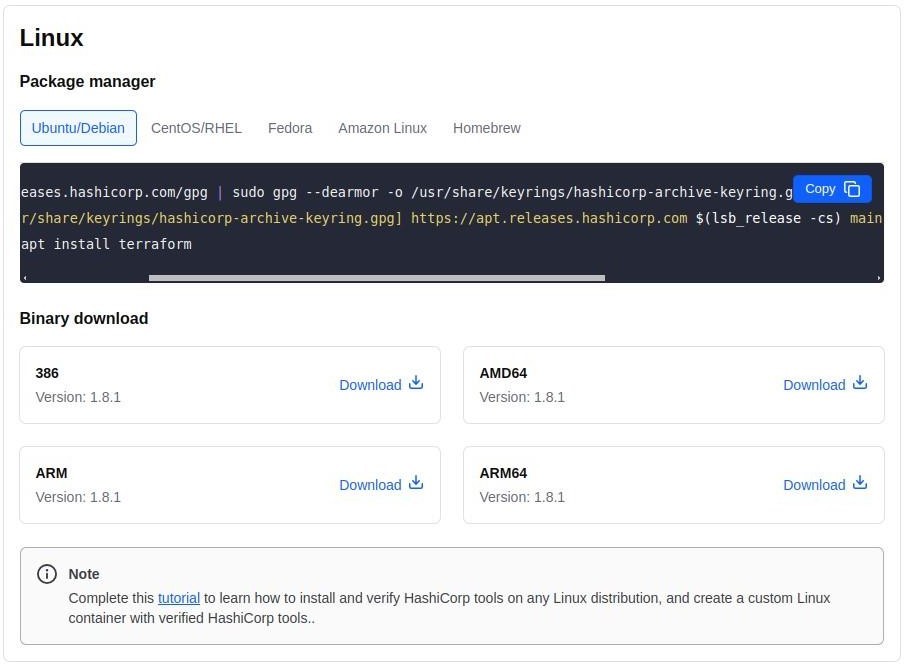 Linux
Package manager
Ubuntu/Debian CentOS/RHEL Fedora Amazon Linux Homebrew
eases.hashicorp.com/gpg | sudo gpg --dearmor -o /usr/share/keyrings/hashicorp-archive-keyring.g Copy
r/share/keyrings/hashicorp-archive-keyring.gpg] https://apt.releases.hashicorp.com $(lsb_release -cs) main
apt install terraform
Binary download
386
Version: 1.8.1
Download
AMD64
Version: 1.8.1
Download
ARM
Version: 1.8.1
Download
ARM64
Version: 1.8.1
Download
Note
Complete this tutorial to learn how to install and verify HashiCorp tools on any Linux distribution, and create a custom Linux
container with verified HashiCorp tools..